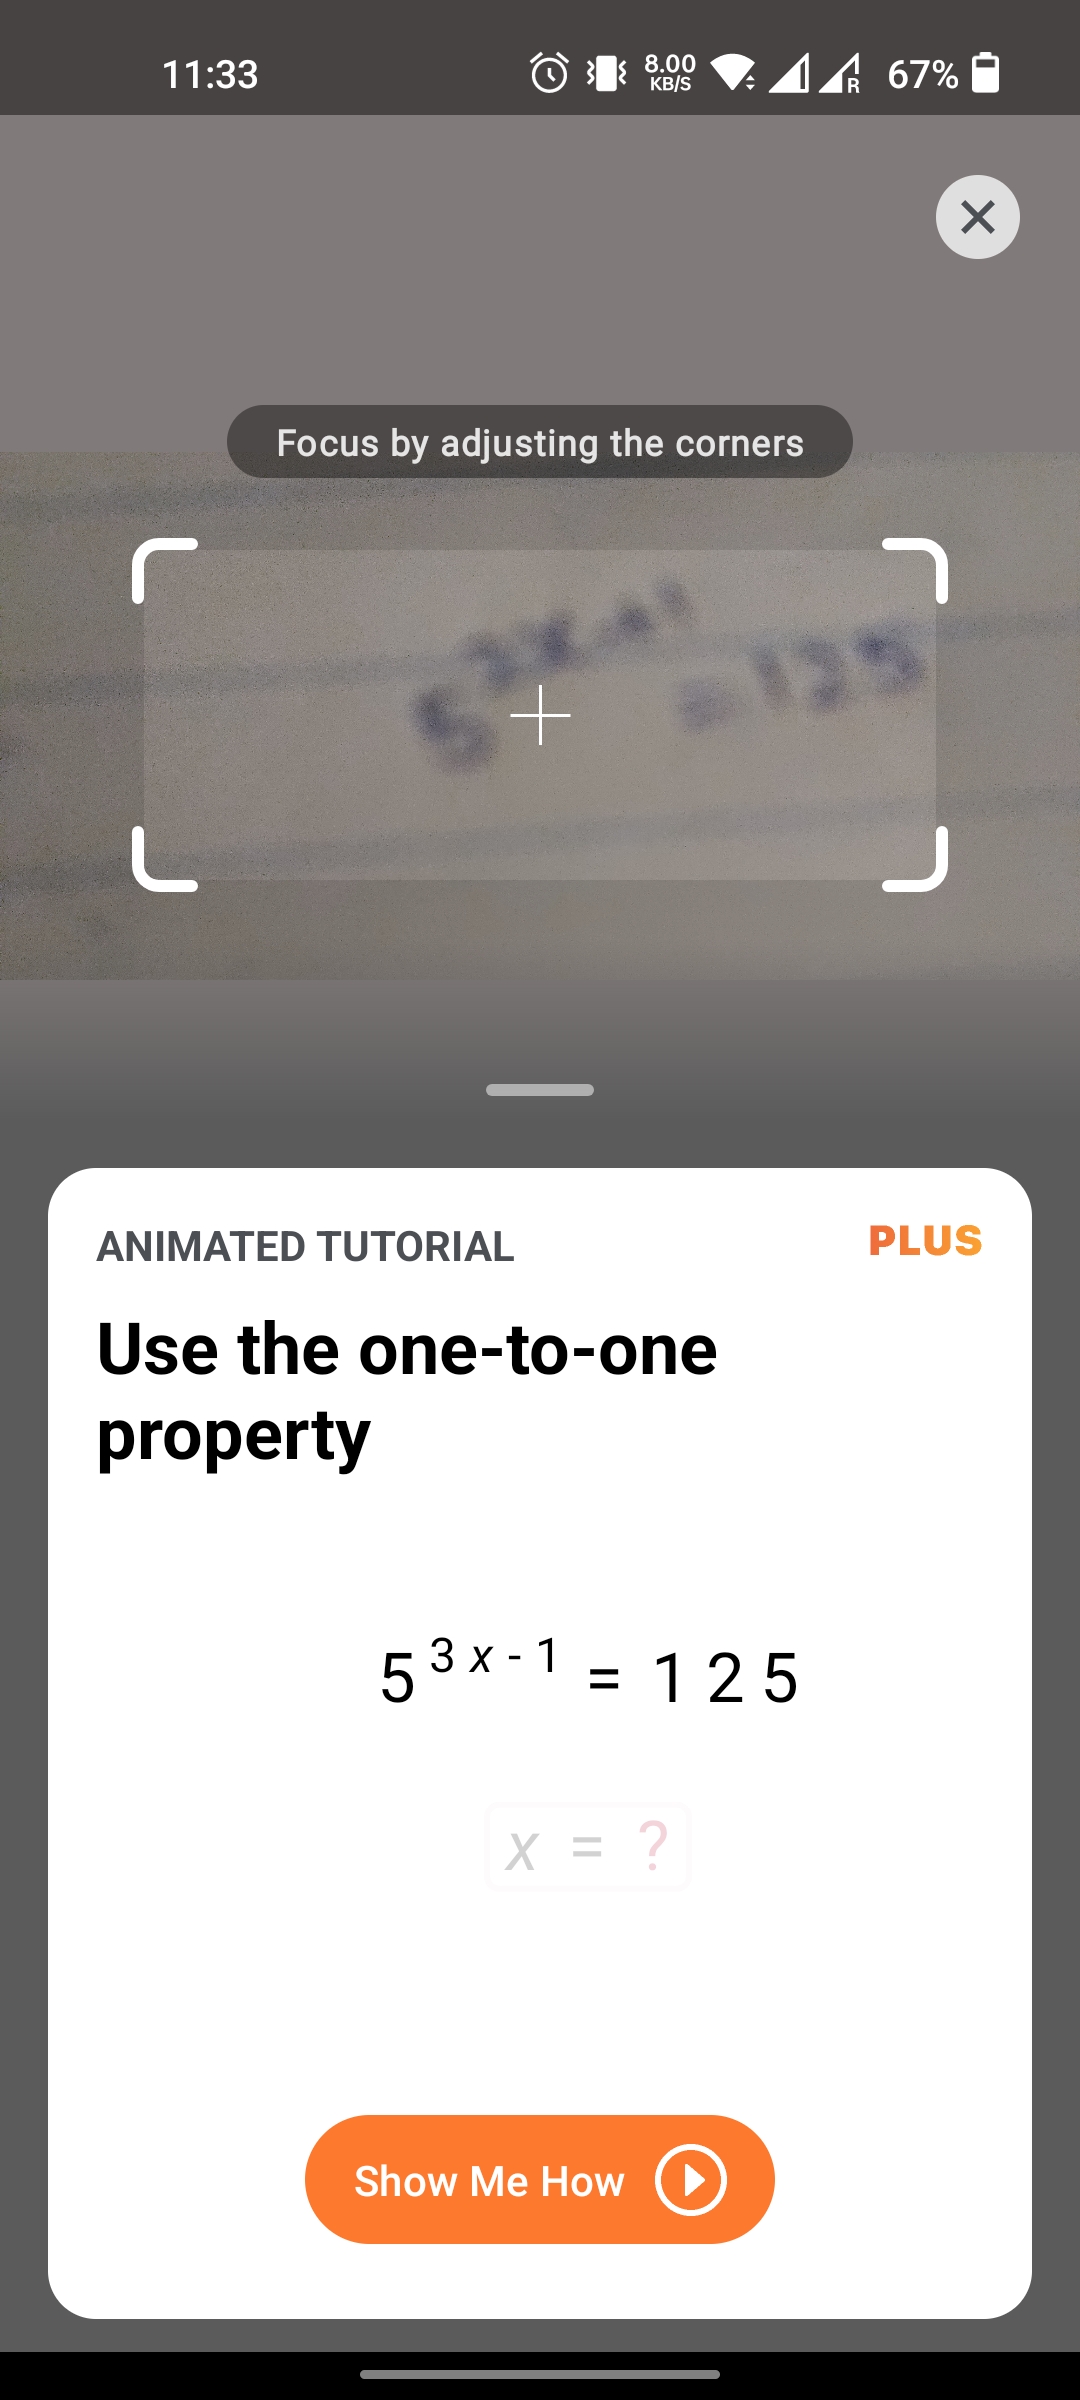 11:33 8.00 KB/S R 67%
Focus by adjusting the corners
5^{3x-1} = 125
ANIMATED TUTORIAL PLUS
Use the one-to-one
property
5^{3x-1} = 125
x = ?
Show Me How